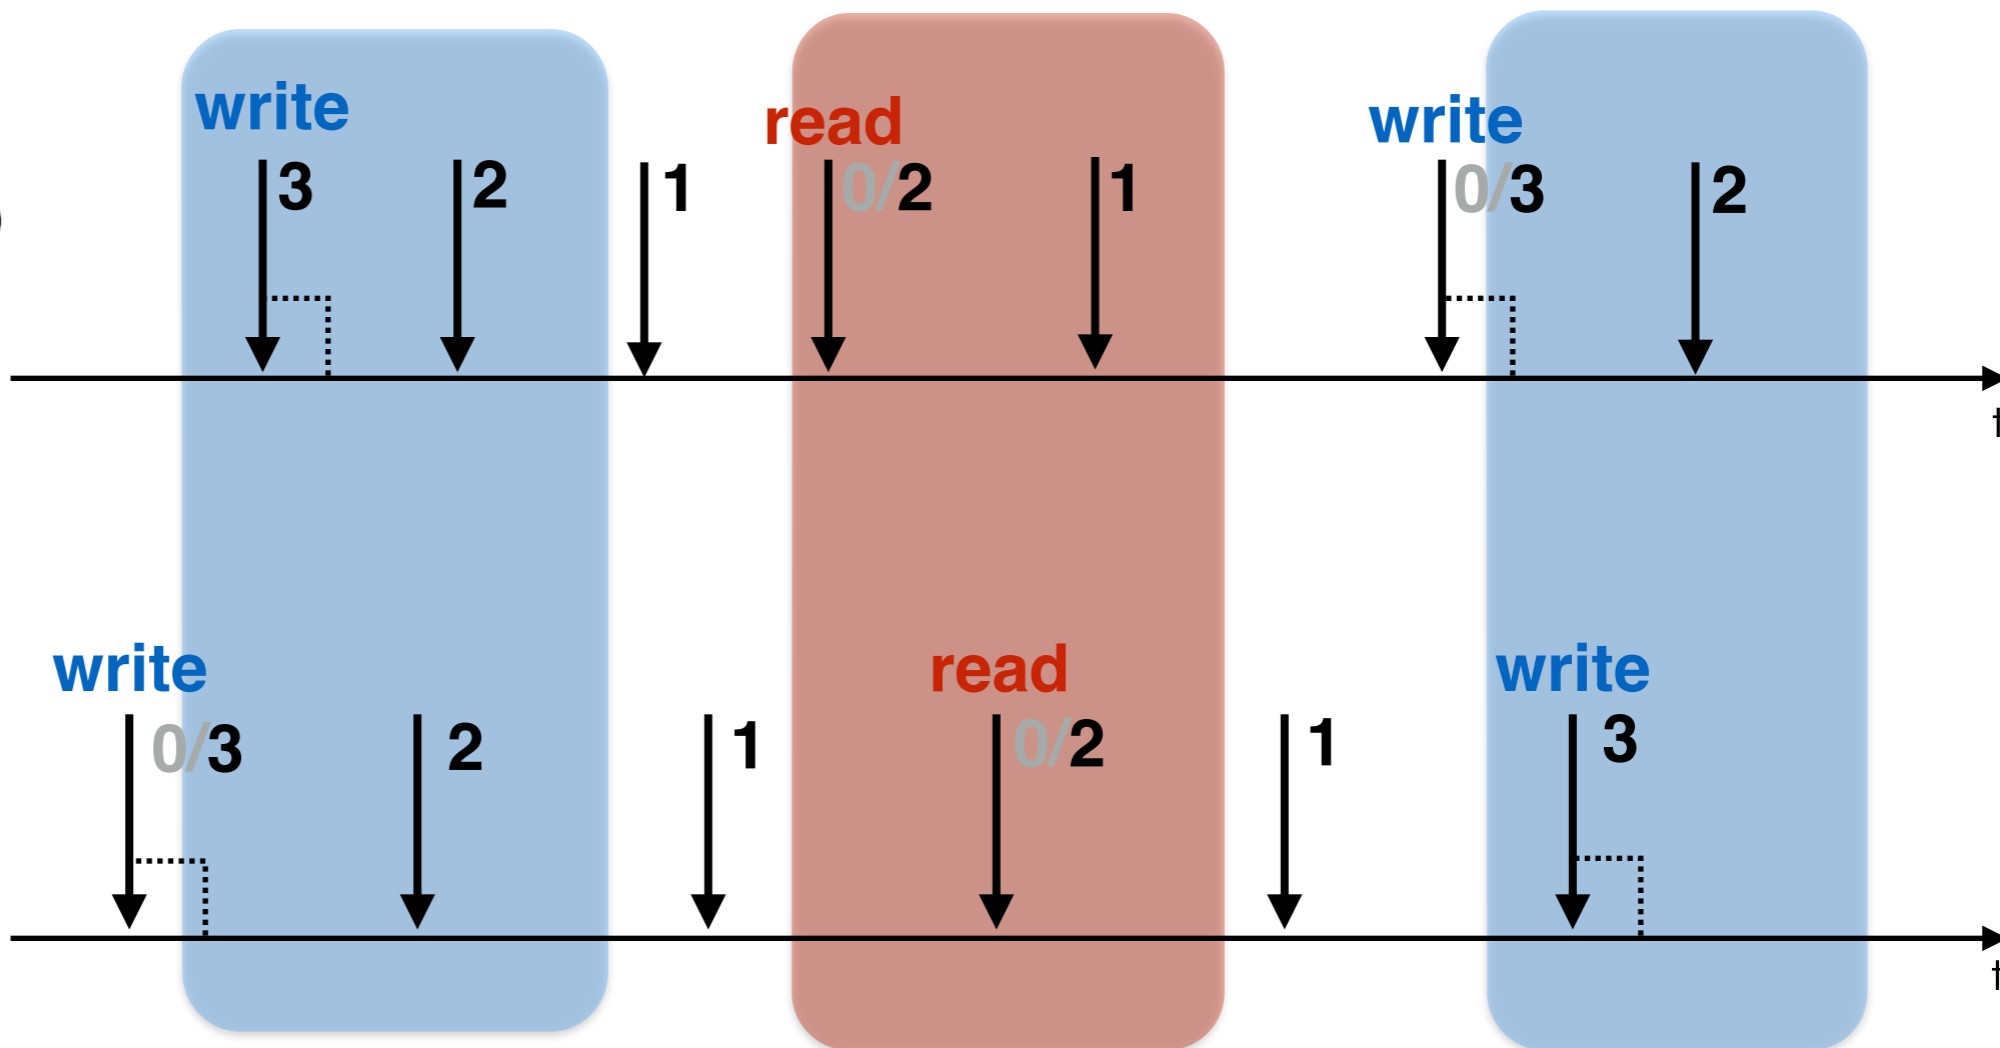 write read write
3 2 1 0/2 1 0/3 2
t
write read write
0/3 2 1 0/2 1 3
t